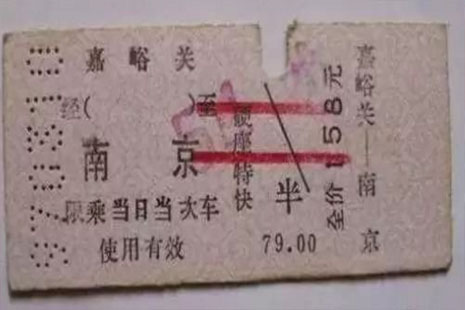 嘉峪关
经( )至
南京
限乘当日当次车
使用有效 79.00
座特快
半
全价158元
嘉峪关——南京